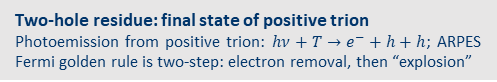 Two-hole residue: final state of positive trion
Photoemission from positive trion: hν + T → e⁻ + h + h; ARPES
Fermi golden rule is two-step: electron removal, then “explosion”